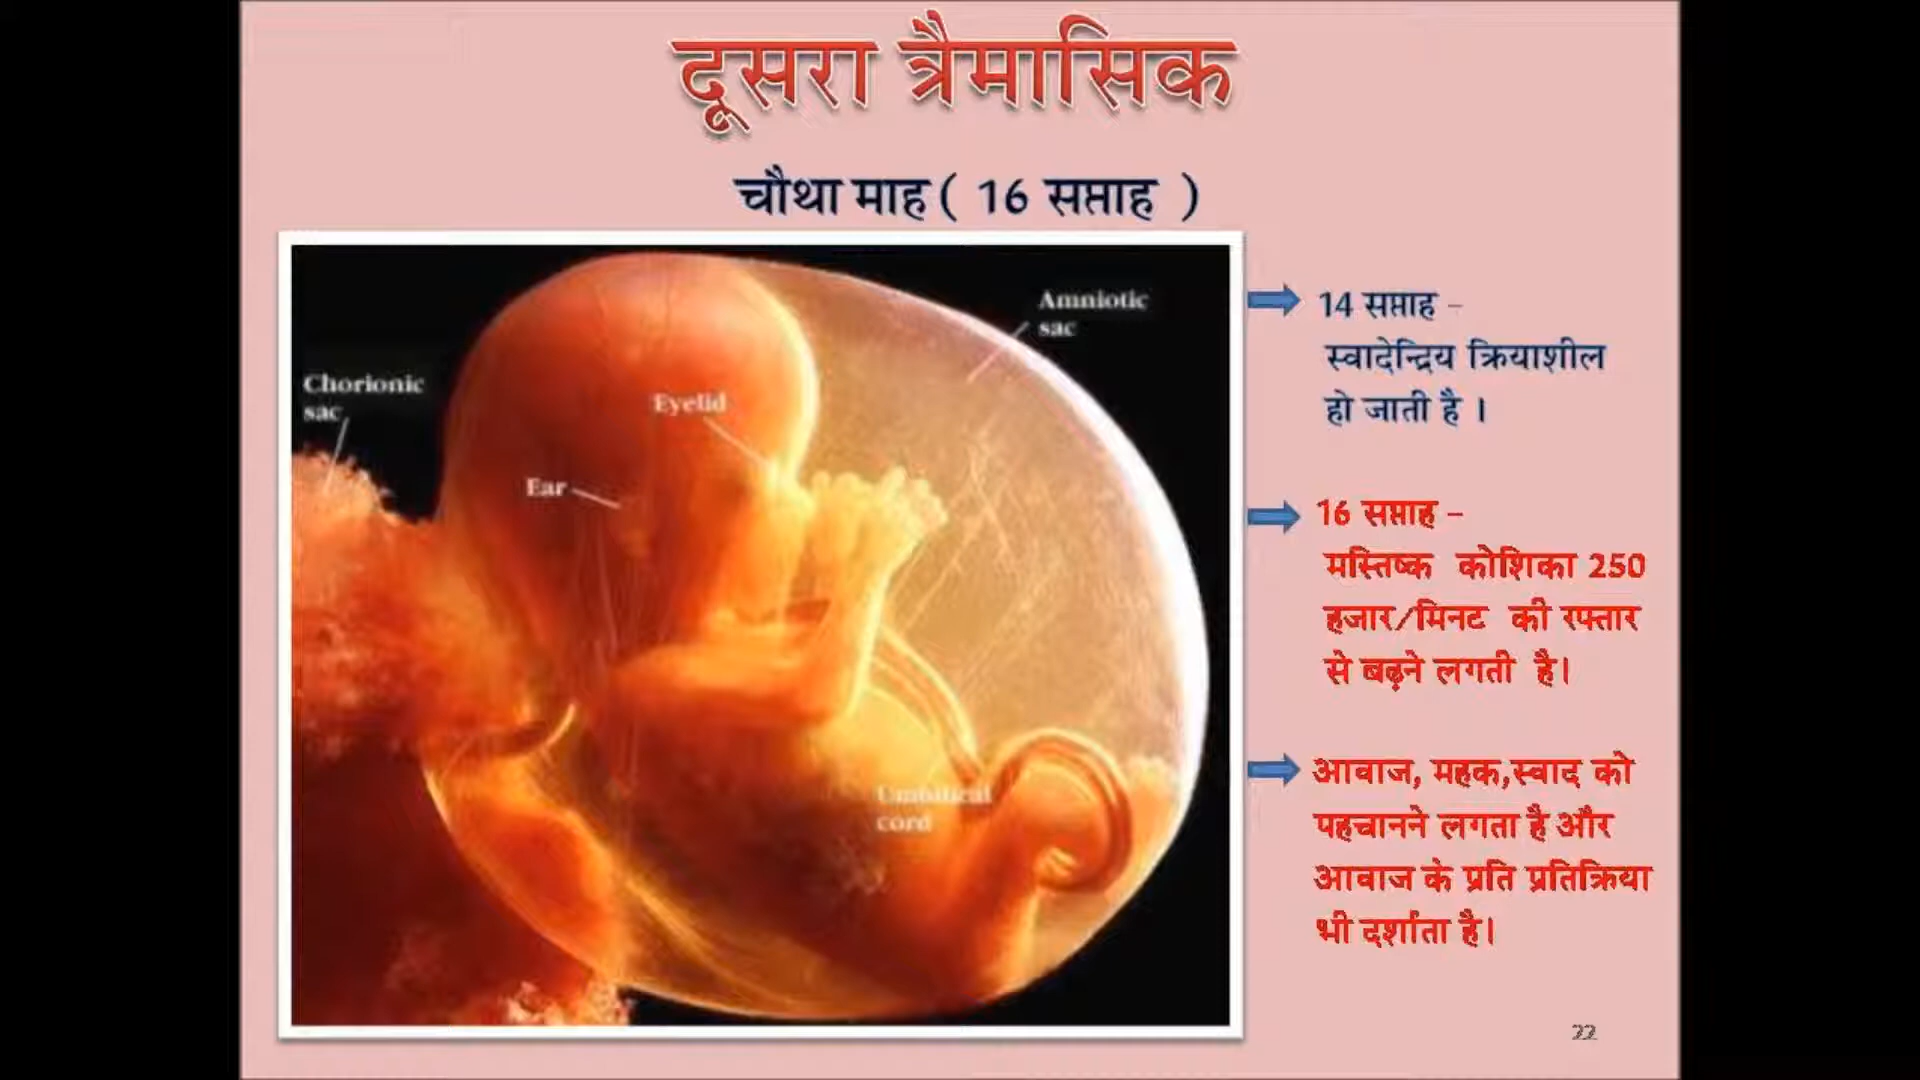 दूसरा त्रैमासिक
चौथा माह ( 16 सप्ताह )
Amniotic
sac
Chorionic
sac
Eyelid
Ear
Umbilical
cord
14 सप्ताह –
स्वादेन्द्रिय क्रियाशील
हो जाती है ।
16 सप्ताह –
मस्तिष्क कोशिका 250
हजार/मिनट की रफ्तार
से बढ़ने लगती है।
आवाज, महक,स्वाद को
पहचानने लगता है और
आवाज के प्रति प्रतिक्रिया
भी दर्शाता है।
22